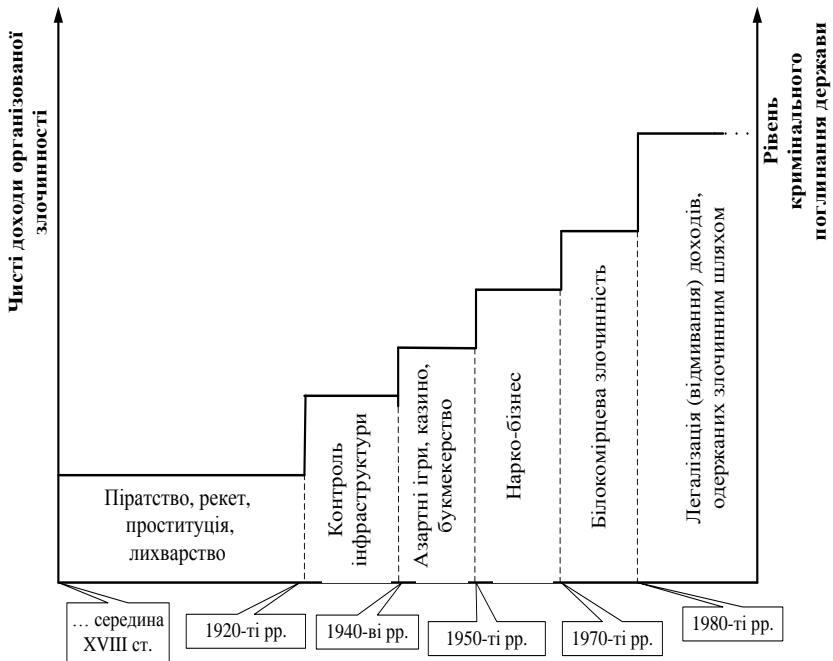 Чисті доходи організованої
злочинності
Рівень
кримінального
поглинання держави
Піратство, рекет,
проституція,
лихварство
Контроль
інфраструктури
Азартні ігри, казино,
букмекерство
Нарко-бізнес
Білокомірцева злочинність
Легалізація (відмивання) доходів,
одержаних злочинним шляхом
… середина
XVIII ст.
1920-ті рр.
1940-ві рр.
1950-ті рр.
1970-ті рр.
1980-ті рр.